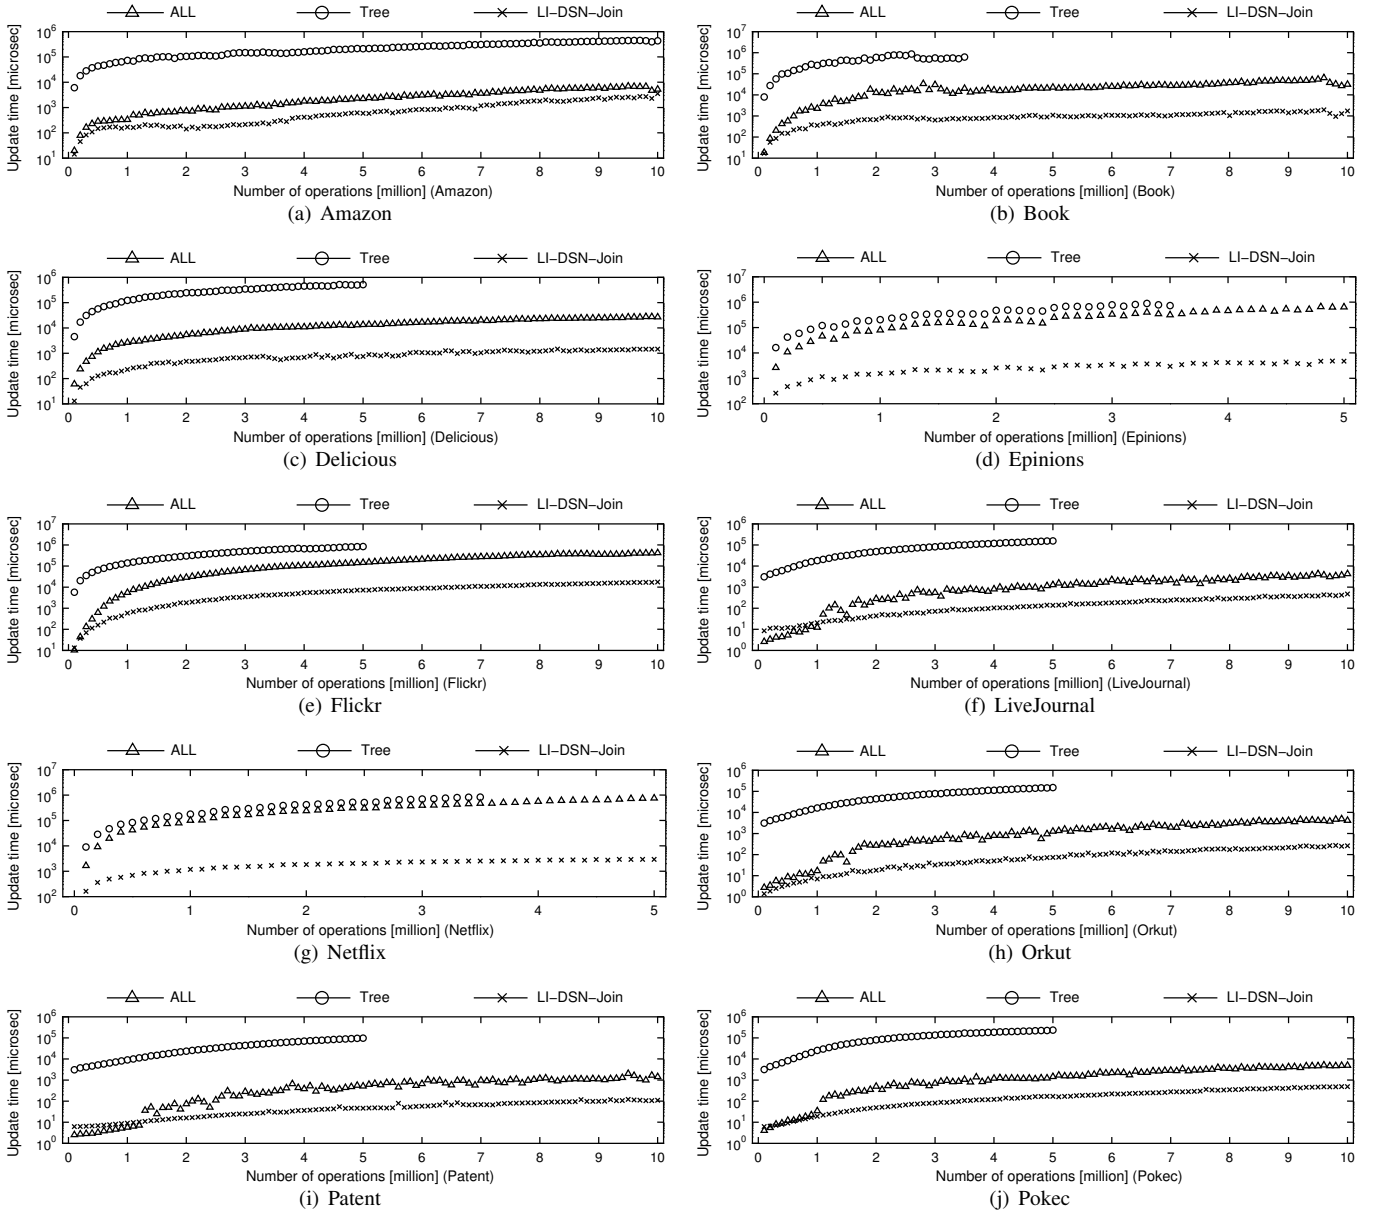 ALL Tree LI-DSN-Join
Update time [microsec]
10^6
10^5
10^4
10^3
10^2
10^1
0 1 2 3 4 5 6 7 8 9 10
Number of operations [million] (Amazon)
(a) Amazon
ALL Tree LI-DSN-Join
Update time [microsec]
10^7
10^6
10^5
10^4
10^3
10^2
10^1
0 1 2 3 4 5 6 7 8 9 10
Number of operations [million] (Book)
(b) Book
ALL Tree LI-DSN-Join
Update time [microsec]
10^6
10^5
10^4
10^3
10^2
10^1
0 1 2 3 4 5 6 7 8 9 10
Number of operations [million] (Delicious)
(c) Delicious
ALL Tree LI-DSN-Join
Update time [microsec]
10^7
10^6
10^5
10^4
10^3
10^2
0 1 2 3 4 5
Number of operations [million] (Epinions)
(d) Epinions
ALL Tree LI-DSN-Join
Update time [microsec]
10^7
10^6
10^5
10^4
10^3
10^2
10^1
0 1 2 3 4 5 6 7 8 9 10
Number of operations [million] (Flickr)
(e) Flickr
ALL Tree LI-DSN-Join
Update time [microsec]
10^6
10^5
10^4
10^3
10^2
10^1
10^0
0 1 2 3 4 5 6 7 8 9 10
Number of operations [million] (LiveJournal)
(f) LiveJournal
ALL Tree LI-DSN-Join
Update time [microsec]
10^7
10^6
10^5
10^4
10^3
10^2
0 1 2 3 4 5
Number of operations [million] (Netflix)
(g) Netflix
ALL Tree LI-DSN-Join
Update time [microsec]
10^6
10^5
10^4
10^3
10^2
10^1
10^0
0 1 2 3 4 5 6 7 8 9 10
Number of operations [million] (Orkut)
(h) Orkut
ALL Tree LI-DSN-Join
Update time [microsec]
10^6
10^5
10^4
10^3
10^2
10^1
10^0
0 1 2 3 4 5 6 7 8 9 10
Number of operations [million] (Patent)
(i) Patent
ALL Tree LI-DSN-Join
Update time [microsec]
10^6
10^5
10^4
10^3
10^2
10^1
10^0
0 1 2 3 4 5 6 7 8 9 10
Number of operations [million] (Pokec)
(j) Pokec